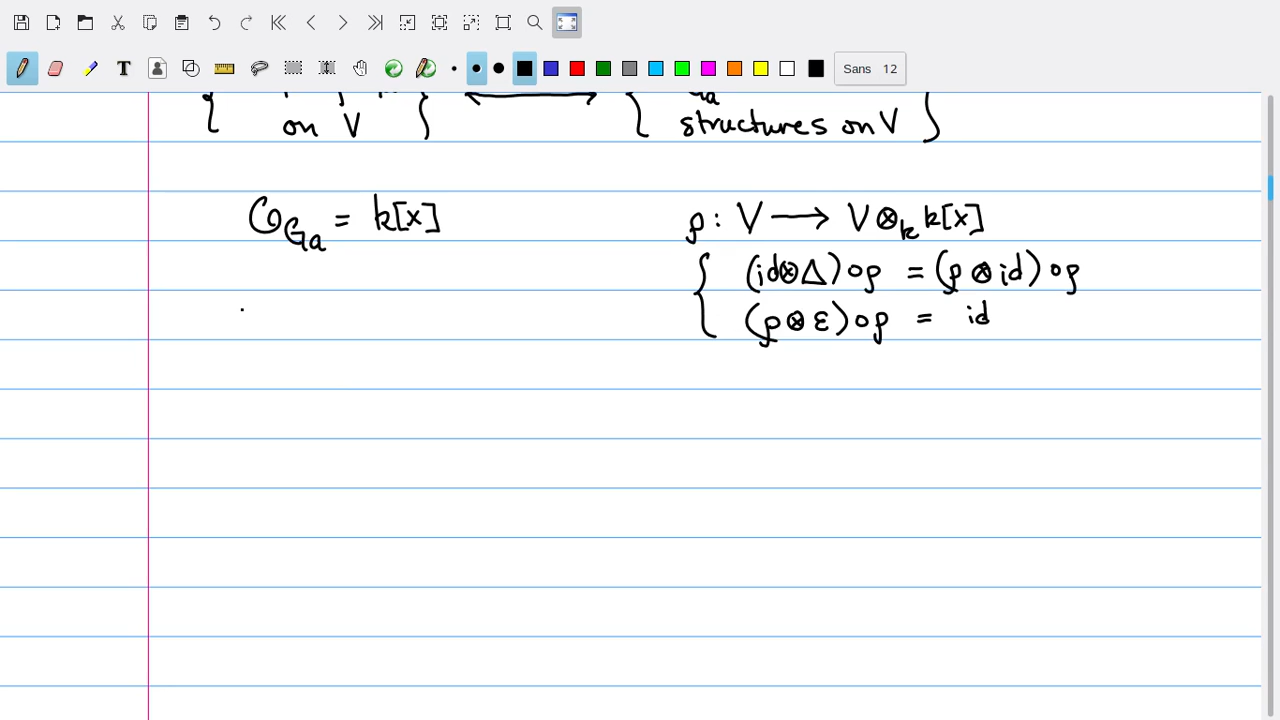 Sans 12
on V structures on V
𝒪_{G_a} = k[x] ρ : V ⟶ V ⊗_k k[x]
(id⊗Δ)∘ρ = (ρ⊗id)∘ρ
(ρ⊗ε)∘ρ = id